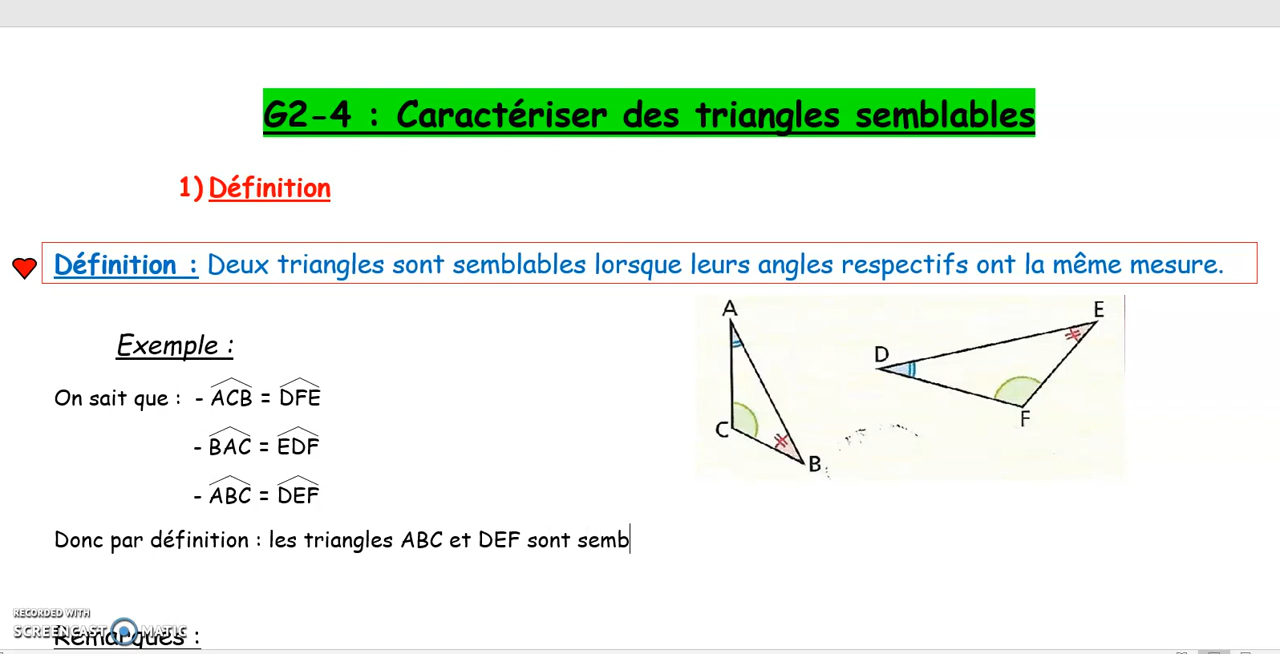 G2-4 : Caractériser des triangles semblables
1) Définition
Définition : Deux triangles sont semblables lorsque leurs angles respectifs ont la même mesure.
Exemple :
On sait que : - ACB = DFE
- BAC = EDF
- ABC = DEF
Donc par définition : les triangles ABC et DEF sont semb
A
C
B
D
E
F
RECORDED WITH
SCREENCAST MATIC
Remarques :